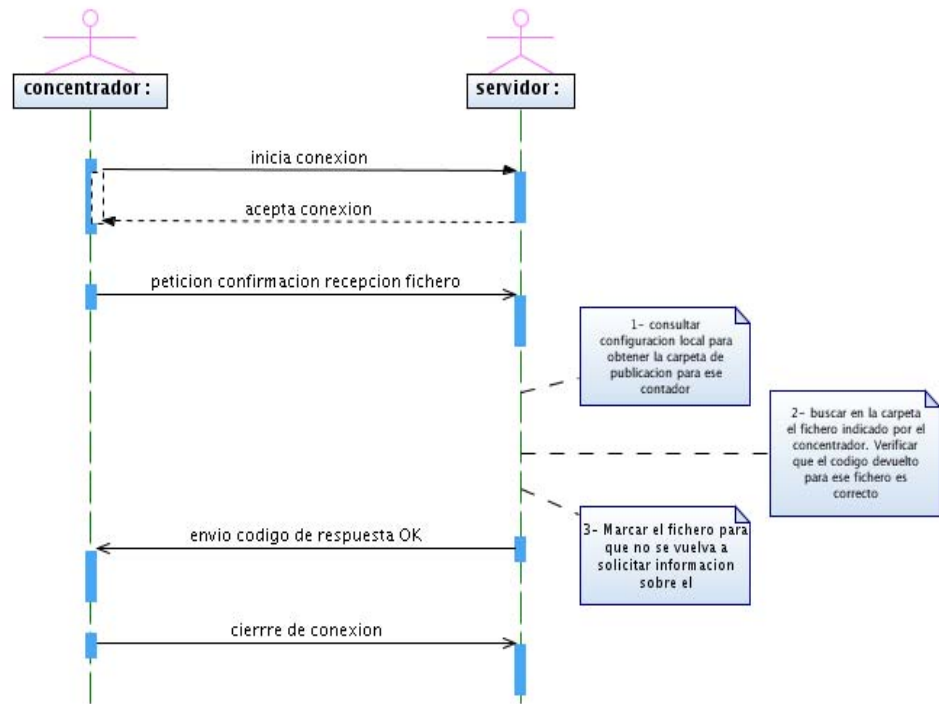 concentrador :
servidor :
inicia conexion
acepta conexion
peticion confirmacion recepcion fichero
1- consultar
configuracion local para
obtener la carpeta de
publicacion para ese
contador
2- buscar en la carpeta
el fichero indicado por el
concentrador. Verificar
que el codigo devuelto
para ese fichero es
correcto
3- Marcar el fichero para
que no se vuelva a
solicitar informacion
sobre el
envio codigo de respuesta OK
cierrre de conexion